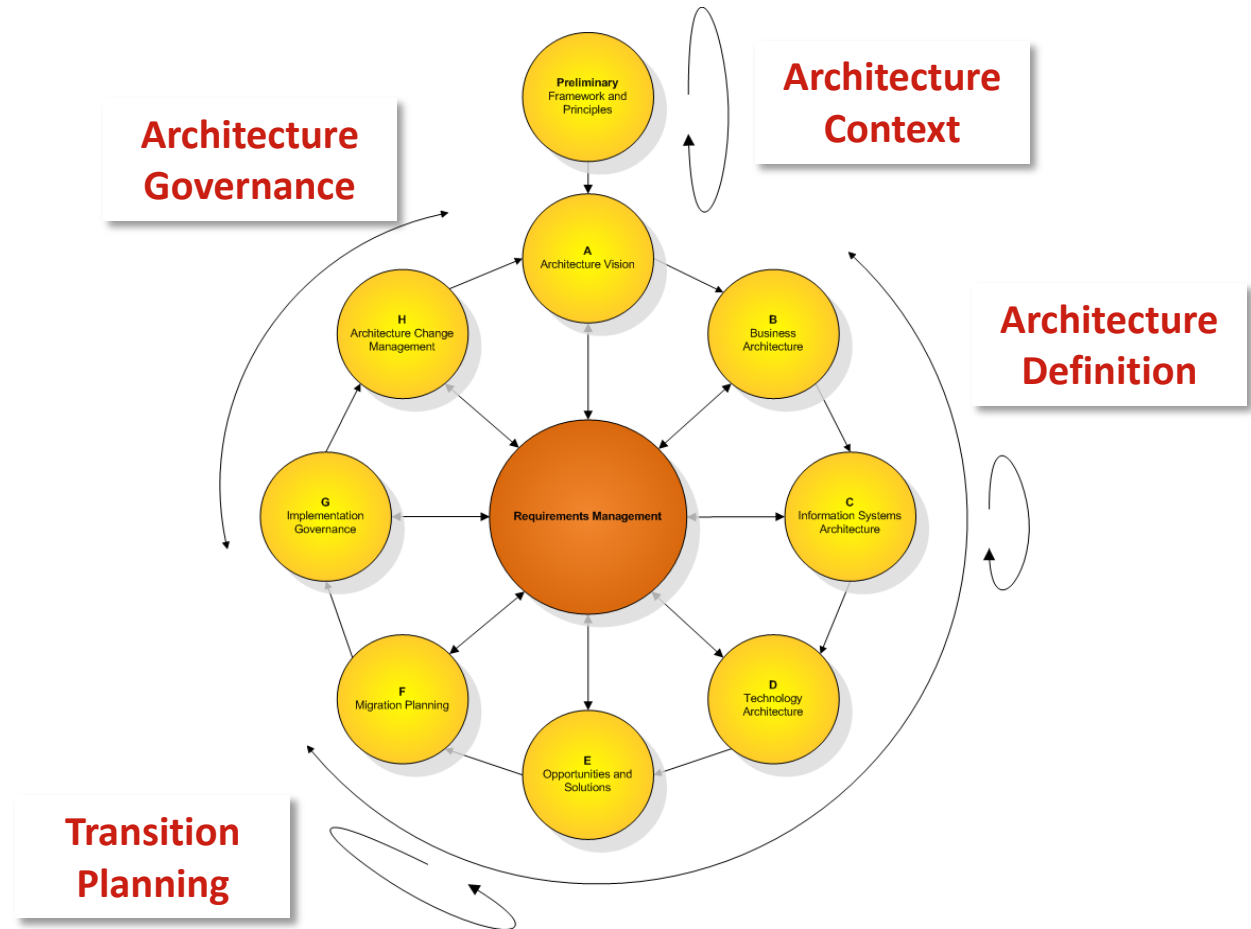 Preliminary
Framework and
Principles
Architecture
Context
Architecture
Governance
A
Architecture Vision
H
Architecture Change
Management
B
Business
Architecture
Architecture
Definition
G
Implementation
Governance
Requirements Management
C
Information Systems
Architecture
F
Migration Planning
D
Technology
Architecture
E
Opportunities and
Solutions
Transition
Planning